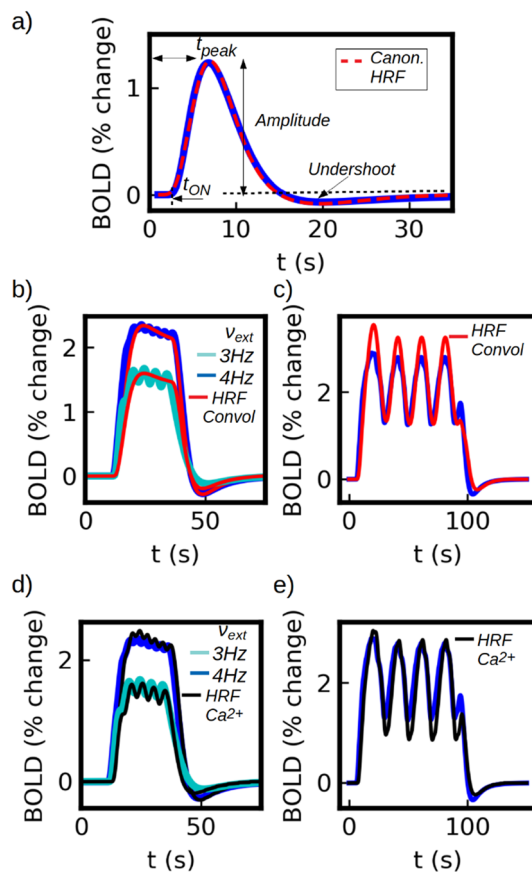 a)
BOLD (% change)
1
0
t_peak
t_ON
Amplitude
Undershoot
Canon.
HRF
0 10 20 30
t (s)
b)
BOLD (% change)
2
1
0
ν_ext
3Hz
4Hz
HRF
Convol
0 50
t (s)
c)
BOLD (% change)
2
0
HRF
Convol
0 100
t (s)
d)
BOLD (% change)
2
0
ν_ext
3Hz
4Hz
HRF
Ca²⁺
0 50
t (s)
e)
BOLD (% change)
2
0
HRF
Ca²⁺
0 100
t (s)